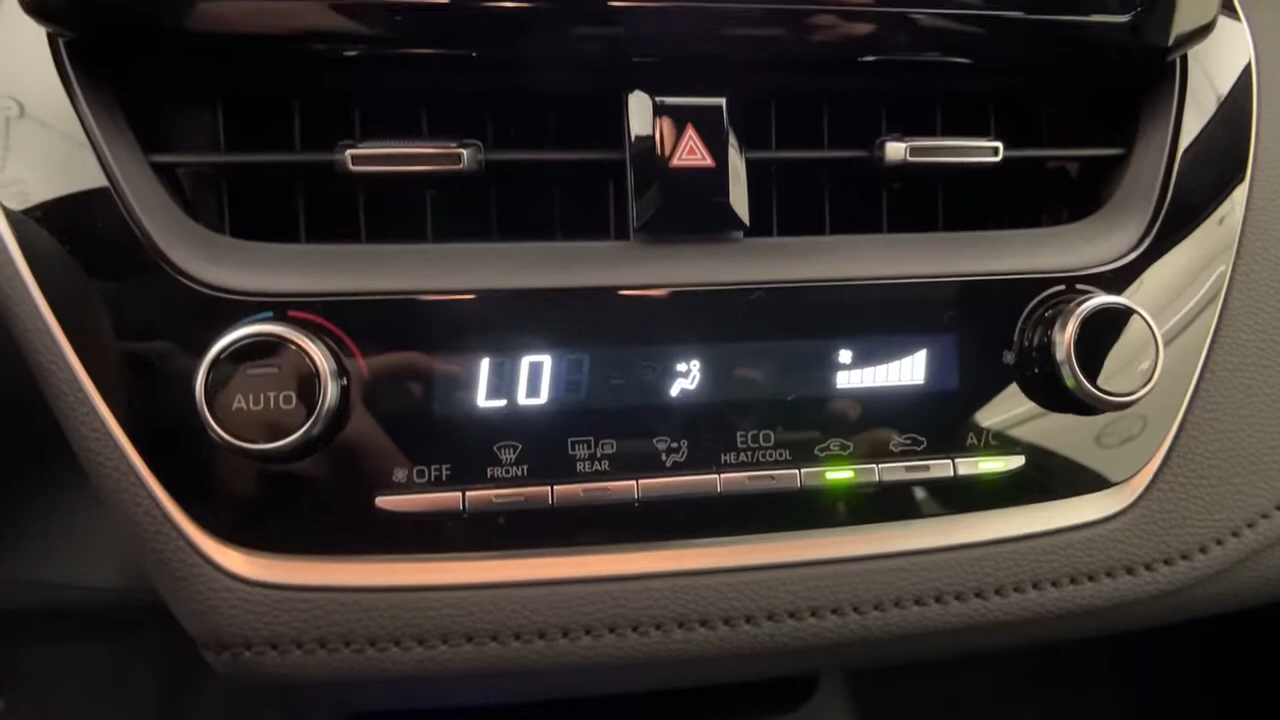 LO
AUTO
OFF
FRONT
REAR
ECO
HEAT/COOL
A/C